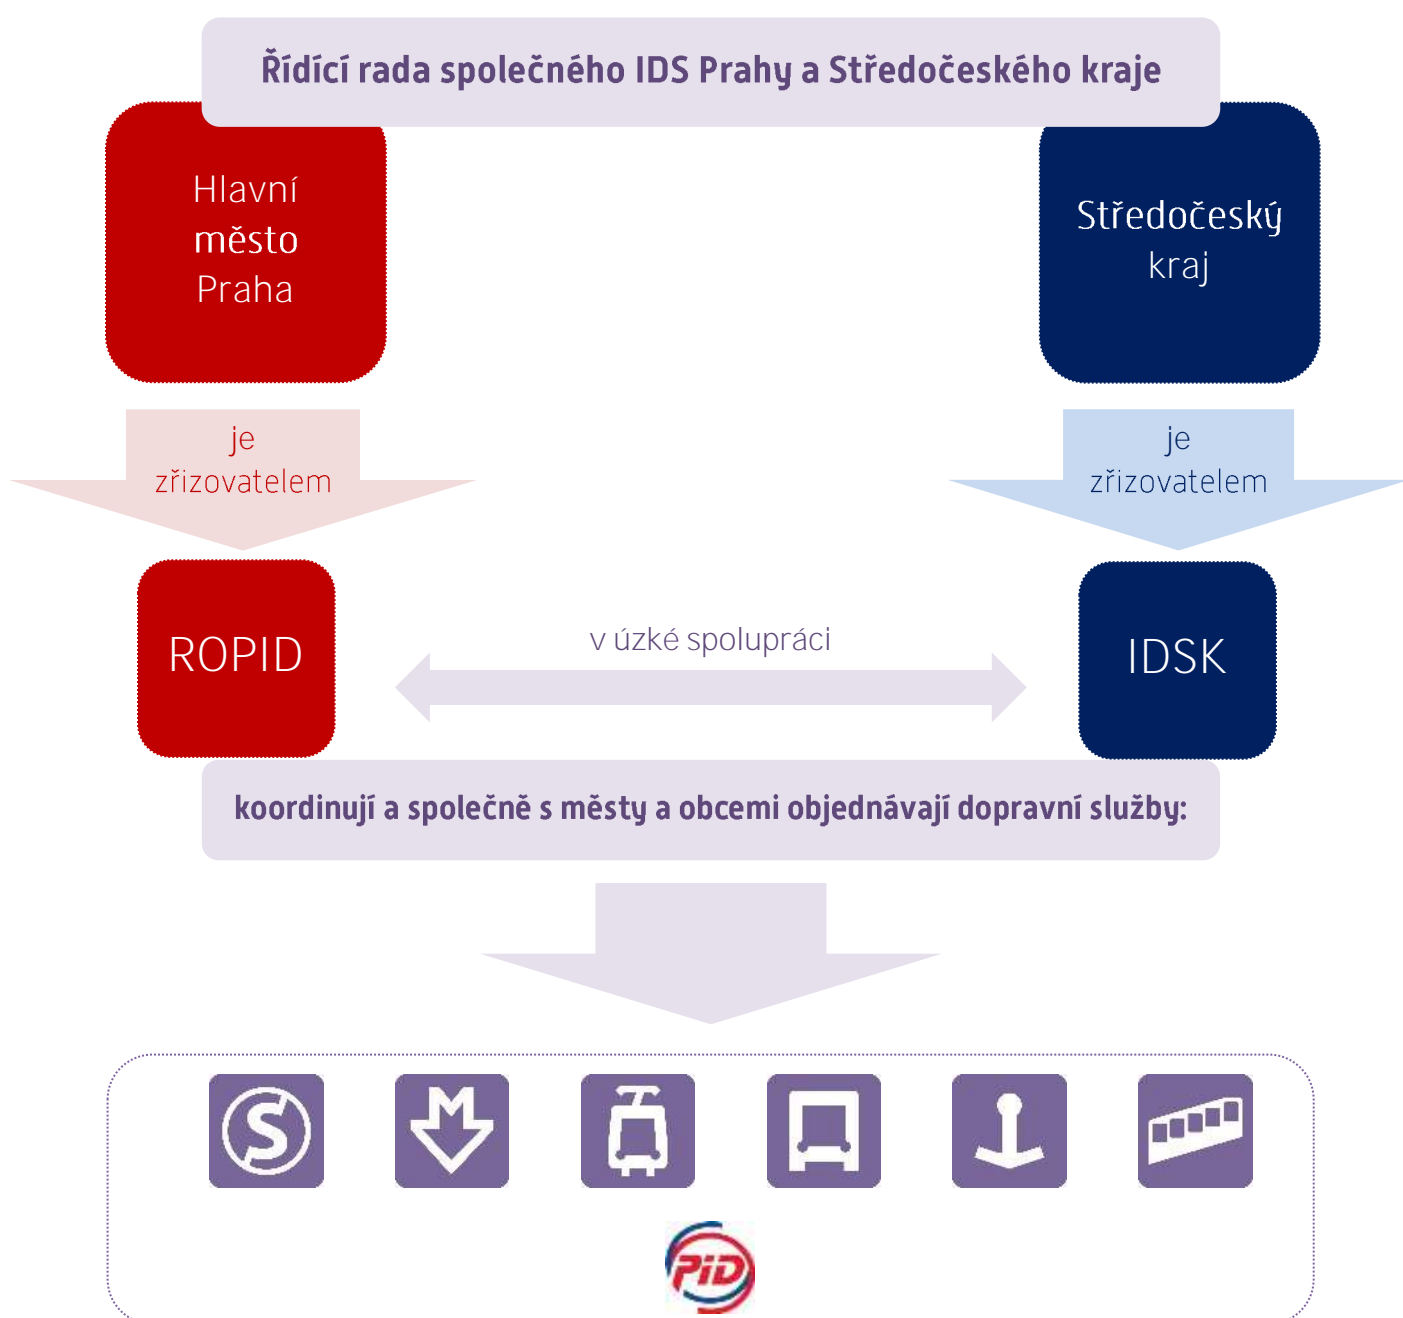 Řídící rada společného IDS Prahy a Středočeského kraje
Hlavní
město
Praha
Středočeský
kraj
je
zřizovatelem
je
zřizovatelem
ROPID
v úzké spolupráci
IDSK
koordinují a společně s městy a obcemi objednávají dopravní služby:
S
M
PiD